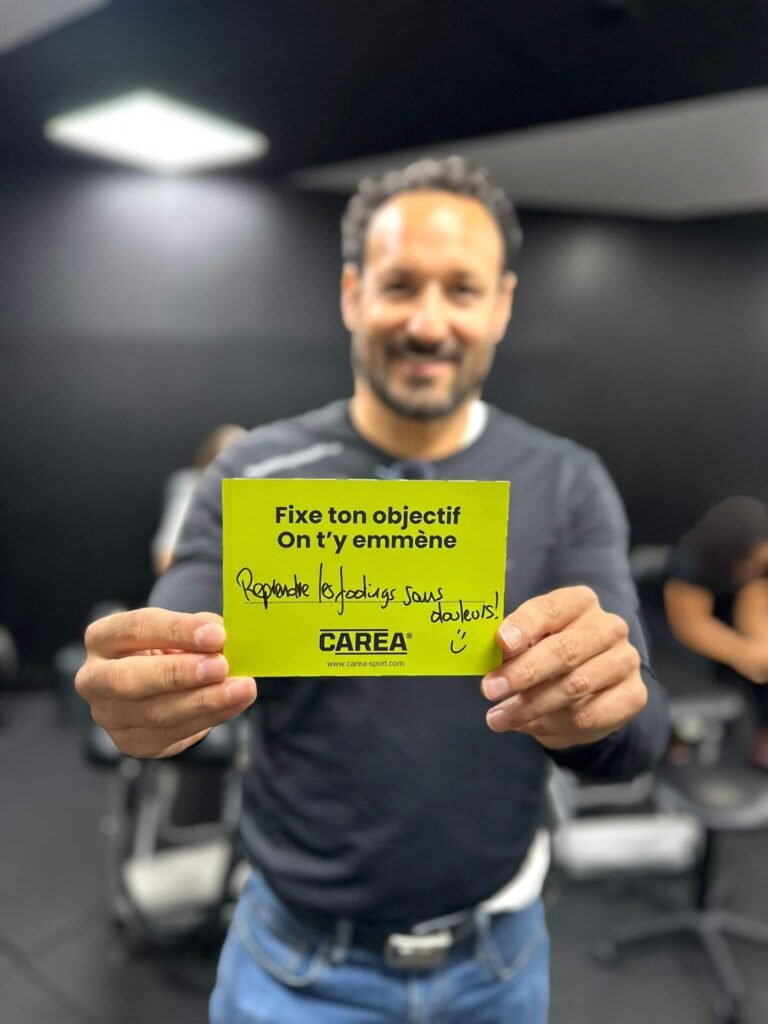 Fixe ton objectif
On t'y emmène
Reprendre les footings sans
douleurs!
CAREA®
www.carea-sport.com